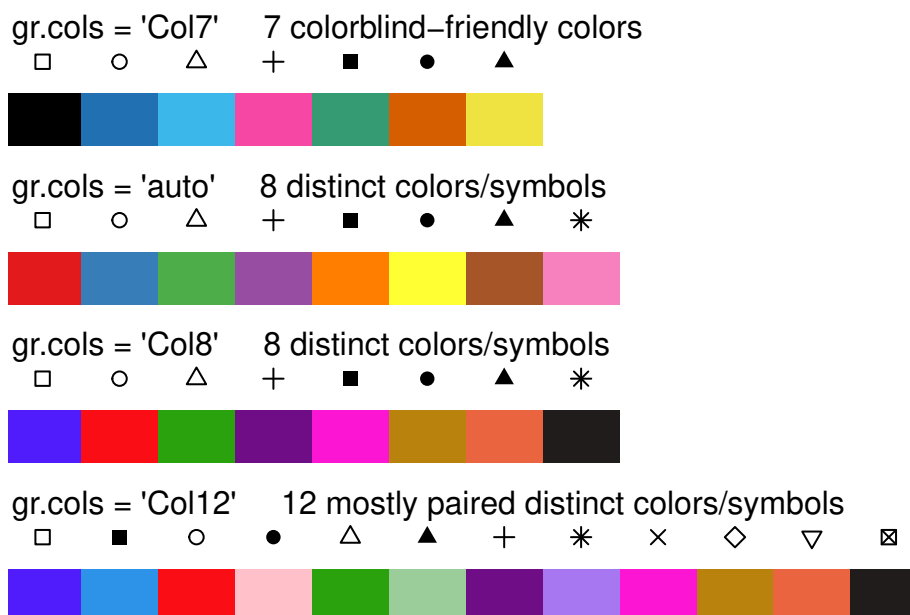 gr.cols = 'Col7' 7 colorblind−friendly colors
gr.cols = 'auto' 8 distinct colors/symbols
gr.cols = 'Col8' 8 distinct colors/symbols
gr.cols = 'Col12' 12 mostly paired distinct colors/symbols